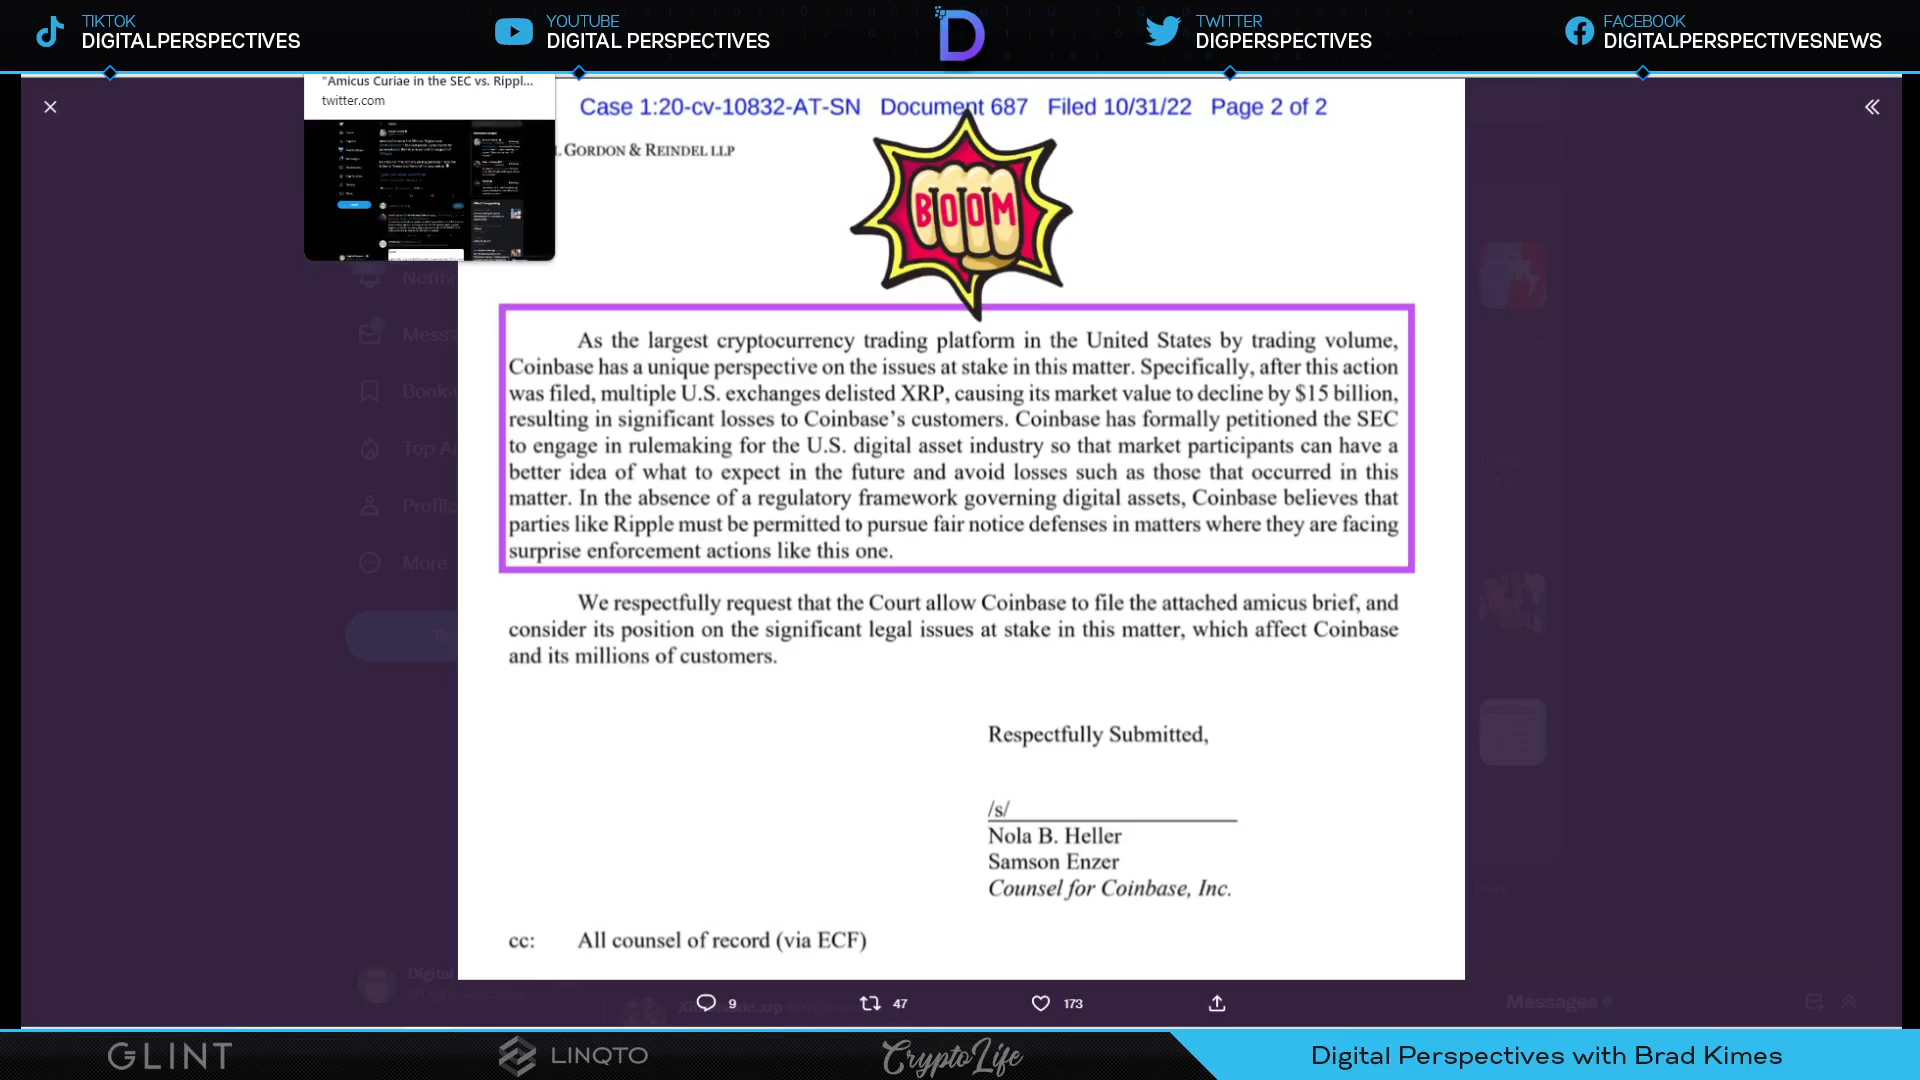 TIKTOK
DIGITALPERSPECTIVES
YOUTUBE
DIGITAL PERSPECTIVES
D
TWITTER
DIGPERSPECTIVES
FACEBOOK
DIGITALPERSPECTIVESNEWS
"Amicus Curiae in the SEC vs. Rippl...
twitter.com
Case 1:20-cv-10832-AT-SN Document 687 Filed 10/31/22 Page 2 of 2
GORDON & REINDEL LLP
BOOM
As the largest cryptocurrency trading platform in the United States by trading volume,
Coinbase has a unique perspective on the issues at stake in this matter. Specifically, after this action
was filed, multiple U.S. exchanges delisted XRP, causing its market value to decline by $15 billion,
resulting in significant losses to Coinbase's customers. Coinbase has formally petitioned the SEC
to engage in rulemaking for the U.S. digital asset industry so that market participants can have a
better idea of what to expect in the future and avoid losses such as those that occurred in this
matter. In the absence of a regulatory framework governing digital assets, Coinbase believes that
parties like Ripple must be permitted to pursue fair notice defenses in matters where they are facing
surprise enforcement actions like this one.
We respectfully request that the Court allow Coinbase to file the attached amicus brief, and
consider its position on the significant legal issues at stake in this matter, which affect Coinbase
and its millions of customers.
Respectfully Submitted,
/s/
Nola B. Heller
Samson Enzer
Counsel for Coinbase, Inc.
cc: All counsel of record (via ECF)
More
Digital
Messages
9
47
173
GLINT
LINQTO
CryptoLife
Digital Perspectives with Brad Kimes